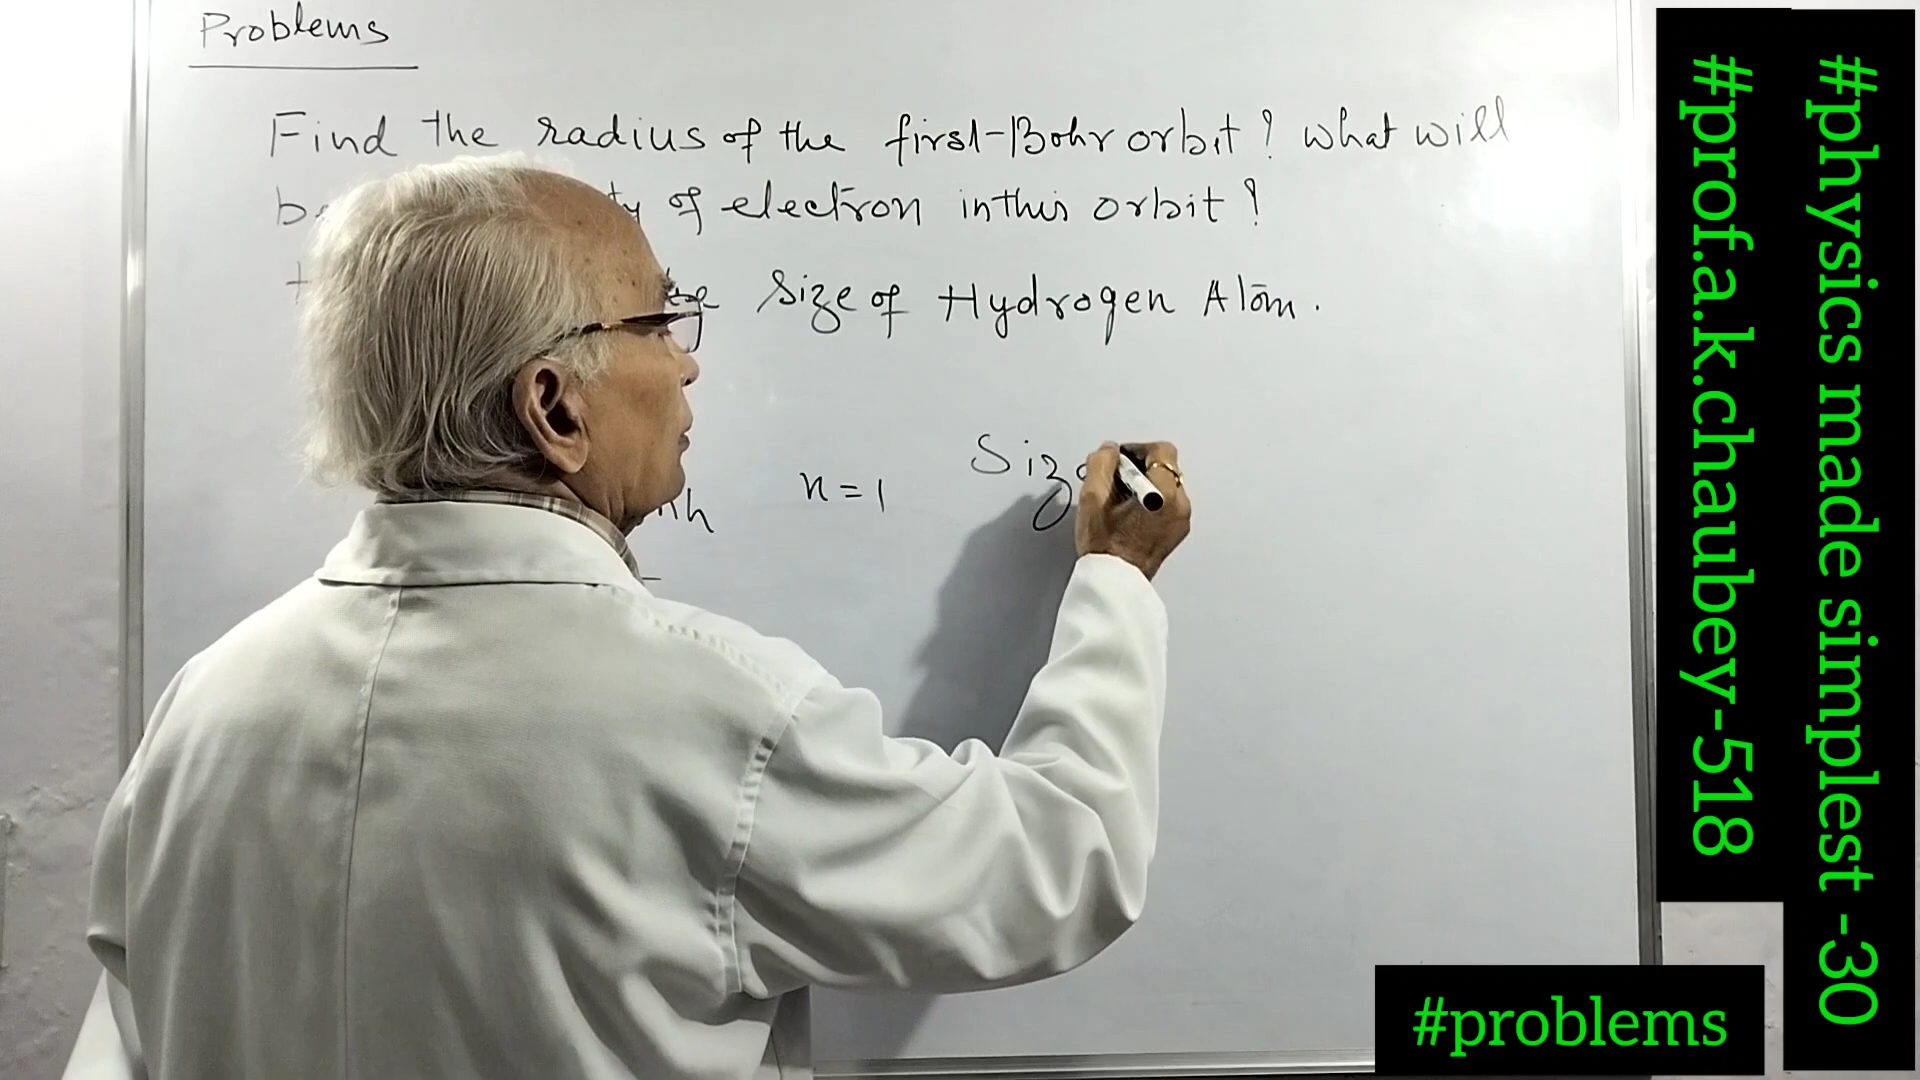 Problems
Find the radius of the first Bohr orbit? What will
of electron in this orbit?
Size of Hydrogen Atom.
n = 1
Size
#physics made simplest -30
#prof.a.k.chaubey-518
#problems